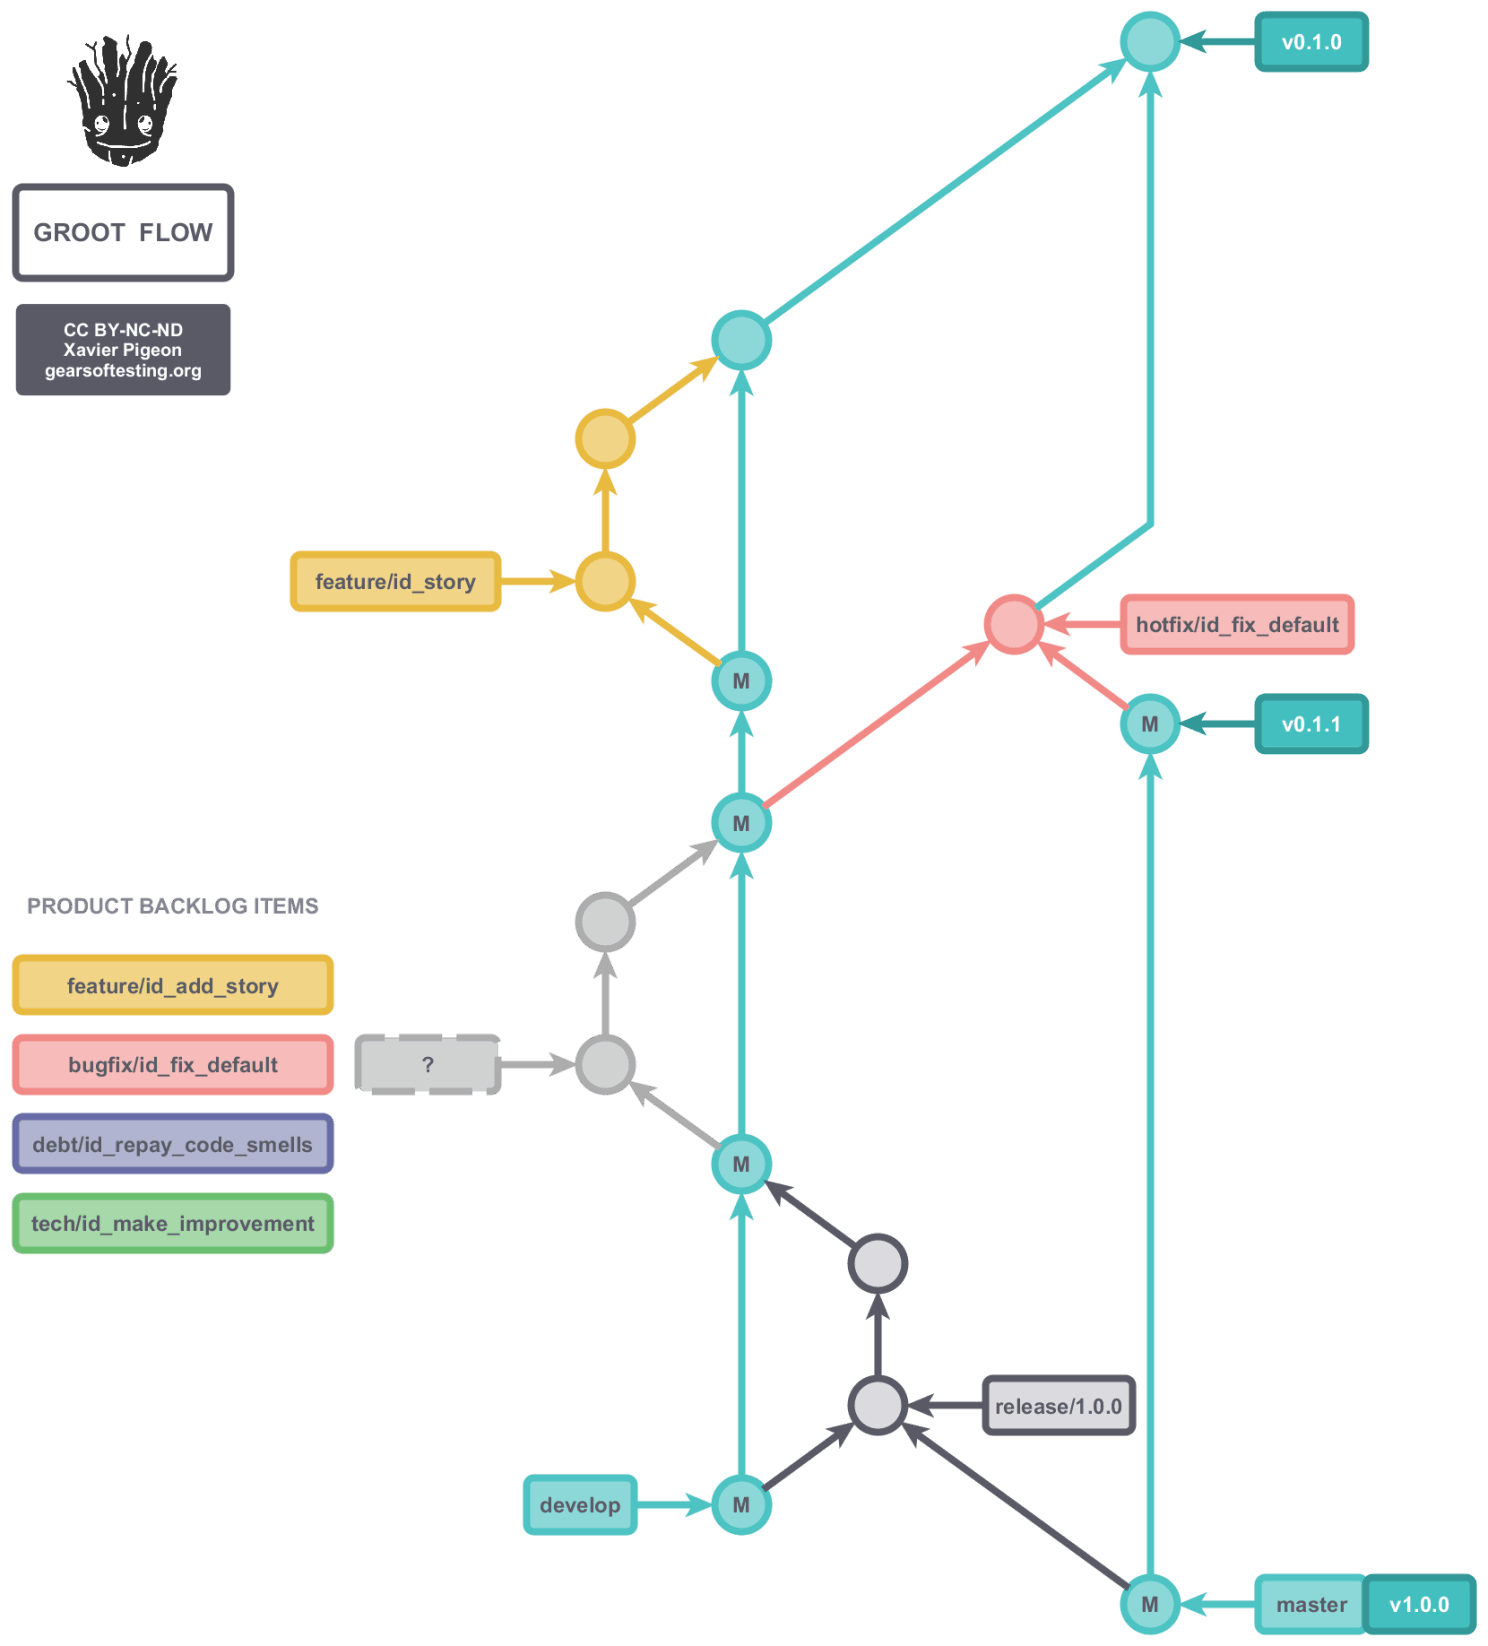 v0.1.0
GROOT FLOW
CC BY-NC-ND
Xavier Pigeon
gearsoftesting.org
feature/id_story
hotfix/id_fix_default
M
M
v0.1.1
M
PRODUCT BACKLOG ITEMS
feature/id_add_story
bugfix/id_fix_default
?
debt/id_repay_code_smells
M
tech/id_make_improvement
release/1.0.0
develop
M
M
master
v1.0.0